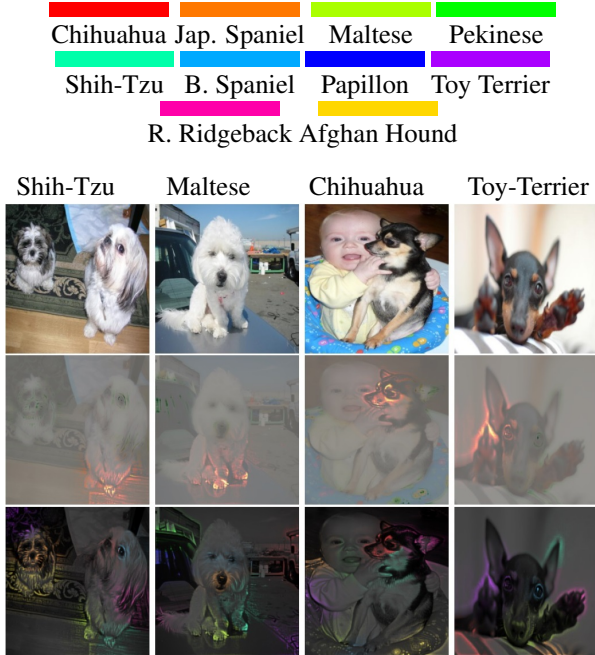 Chihuahua Jap. Spaniel Maltese Pekinese
Shih-Tzu B. Spaniel Papillon Toy Terrier
R. Ridgeback Afghan Hound
Shih-Tzu Maltese Chihuahua Toy-Terrier